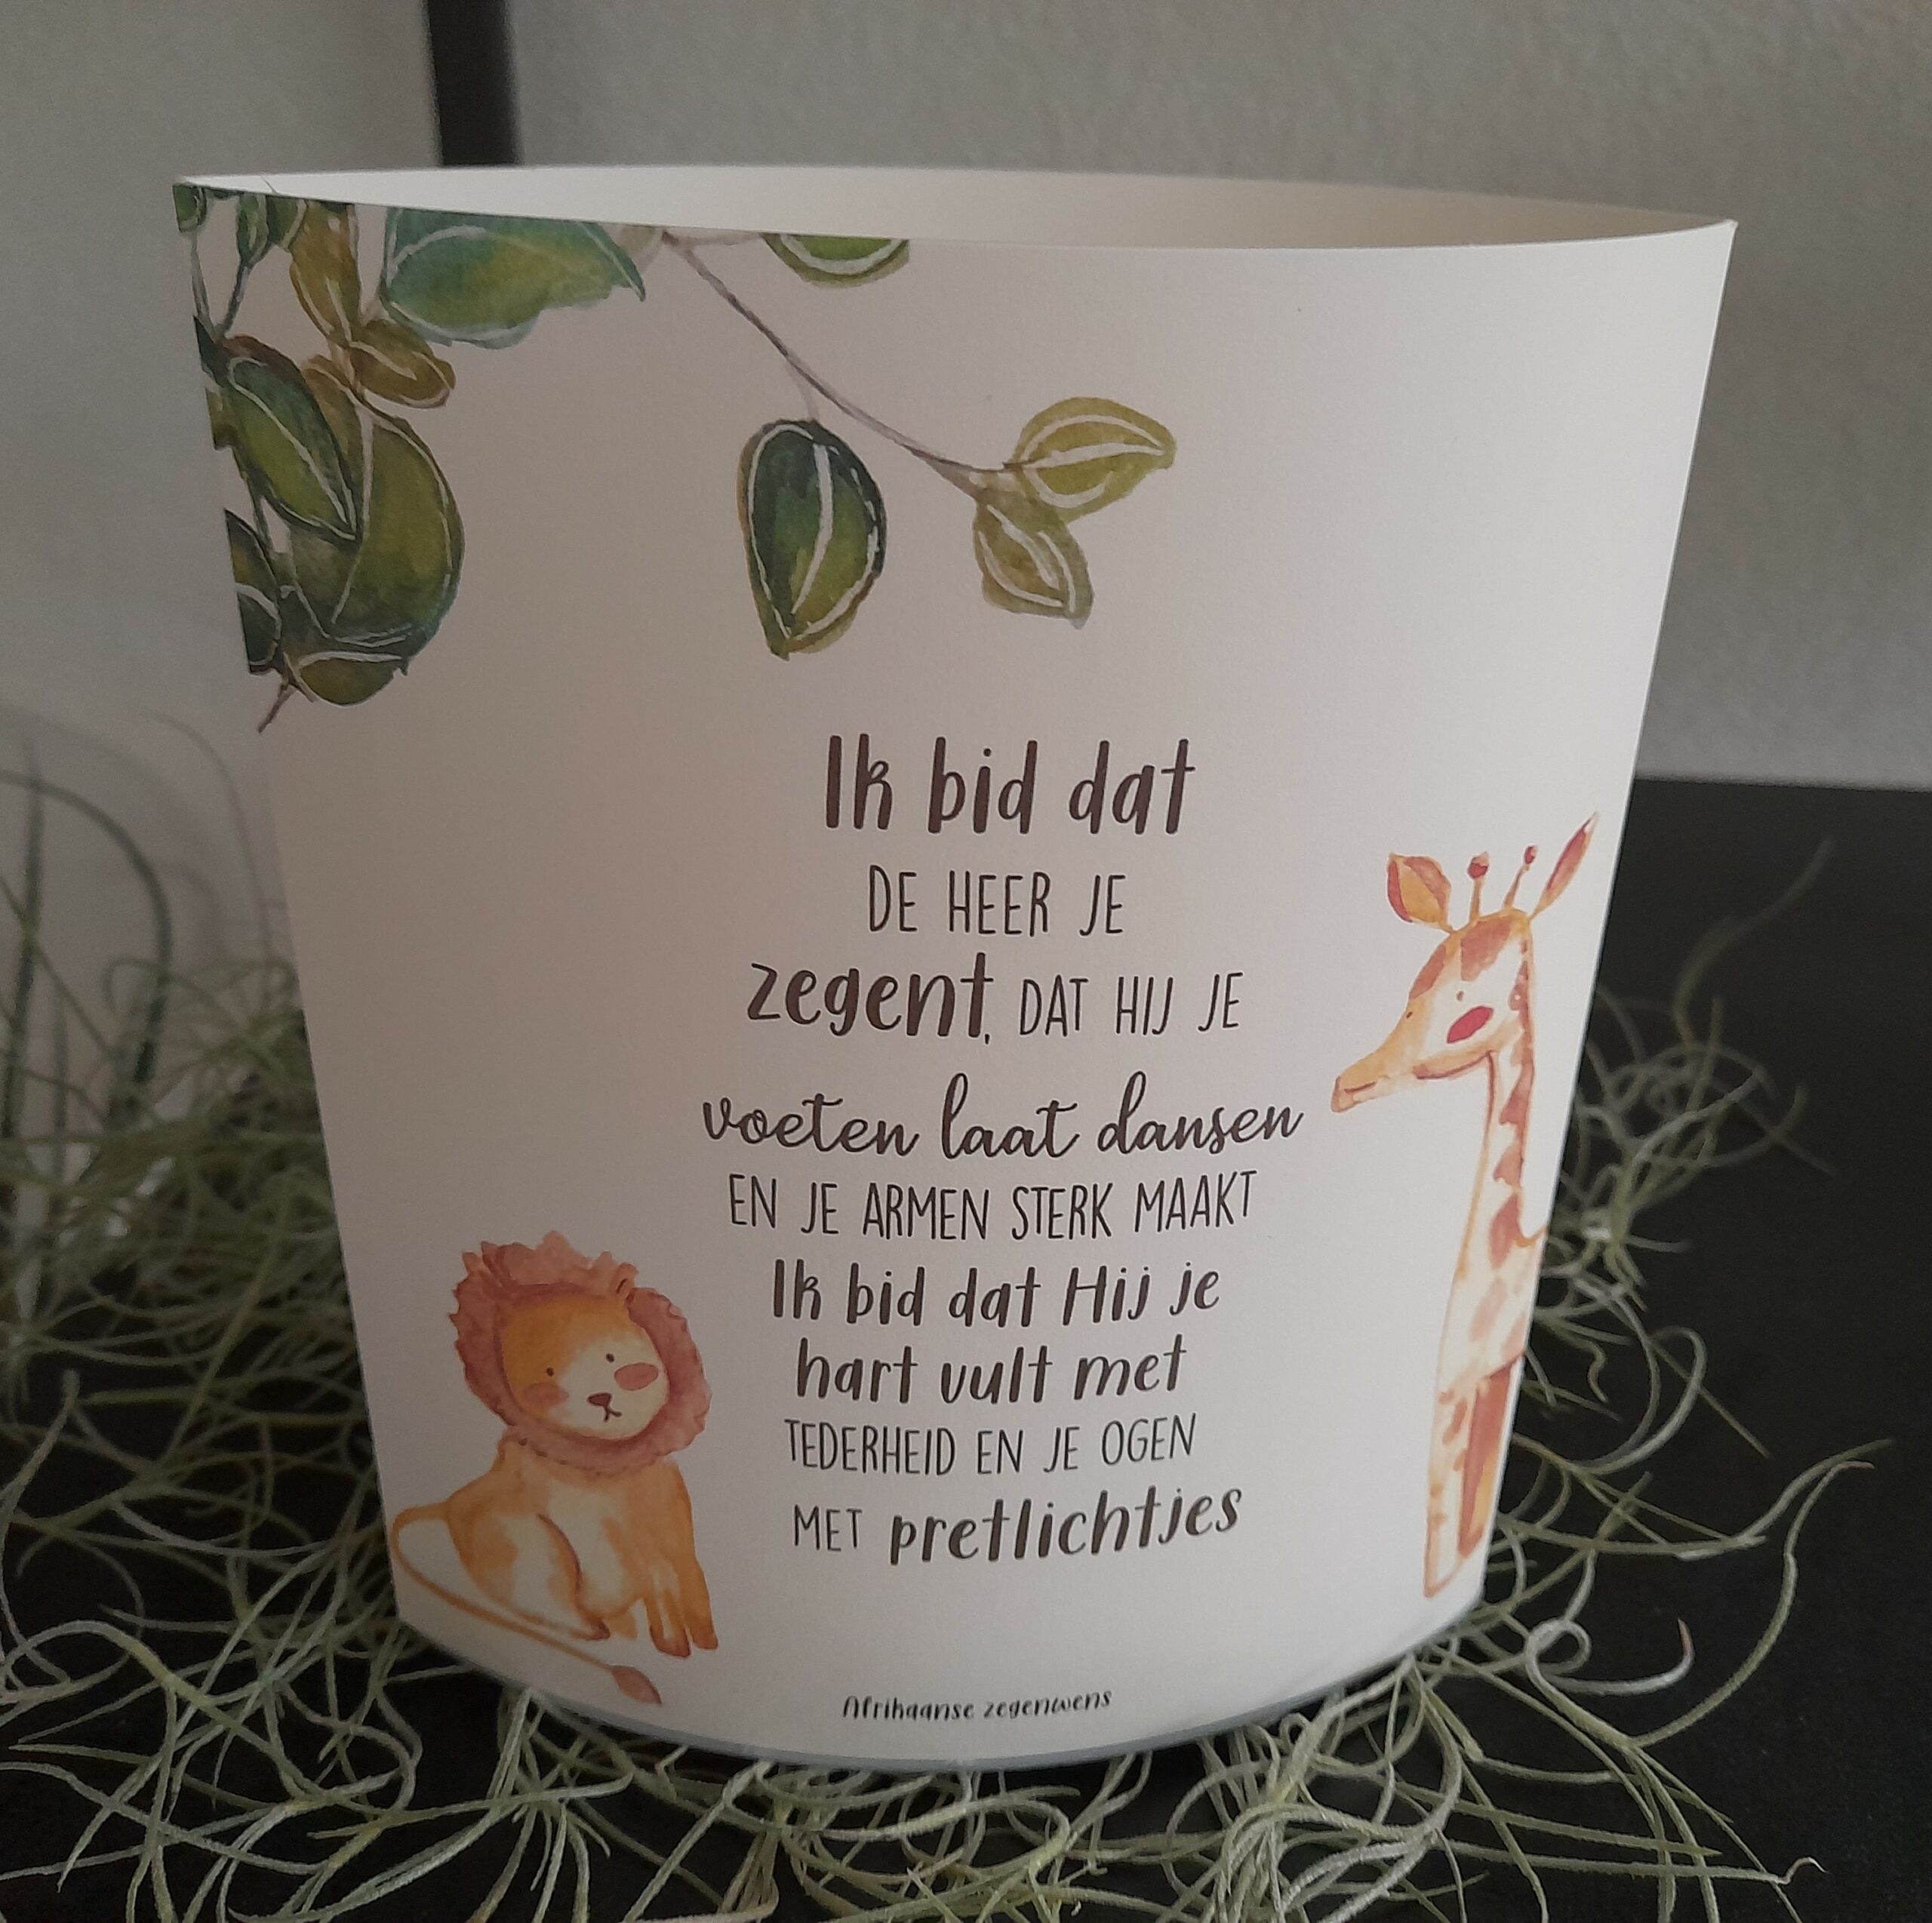 Ik bid dat
DE HEER JE
zegent, DAT HIJ JE
voeten laat dansen
EN JE ARMEN STERK MAAKT
Ik bid dat Hij je
hart vult met
TEDERHEID EN JE OGEN
MET pretlichtjes
Afrikaanse zegenwens